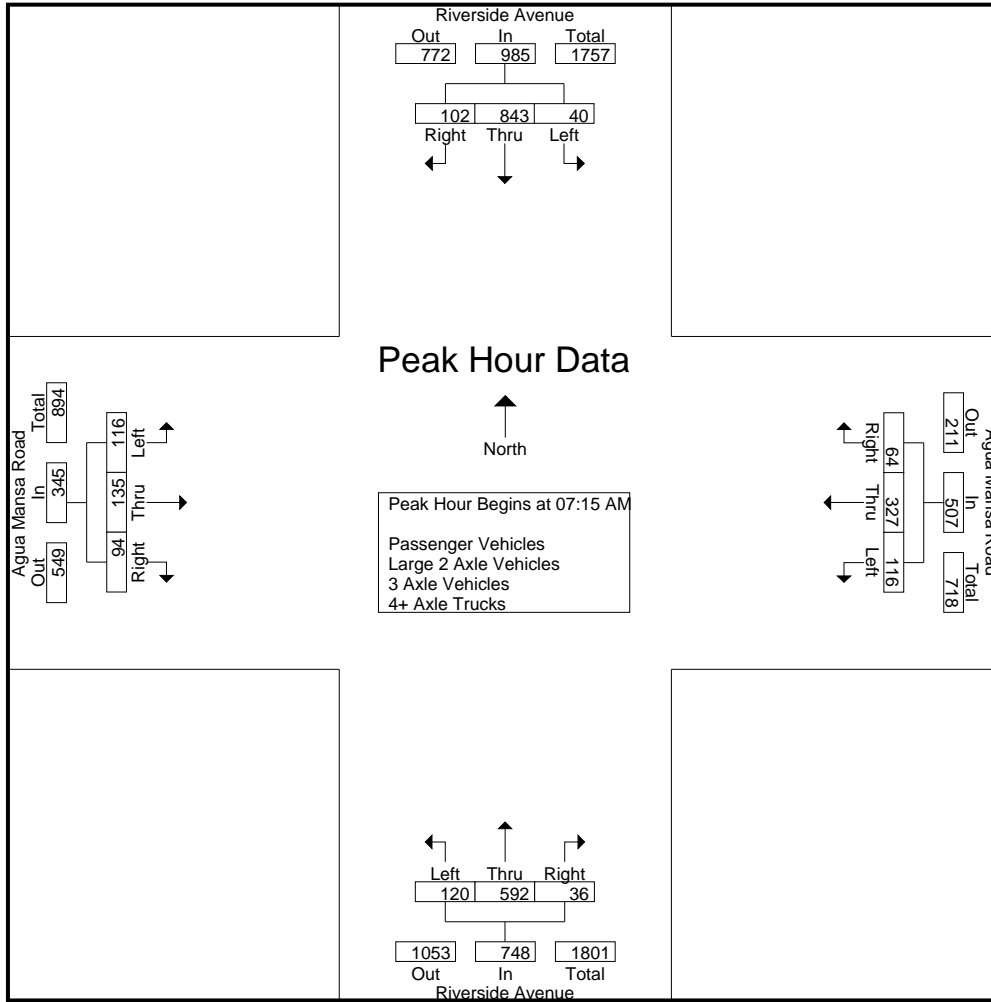 Riverside Avenue
Out In Total
772 985 1757
102 843 40
Right Thru Left
Peak Hour Data
North
Peak Hour Begins at 07:15 AM
Passenger Vehicles
Large 2 Axle Vehicles
3 Axle Vehicles
4+ Axle Trucks
Agua Mansa Road
Out In Total
549 345 894
Left Thru Right
116 135 94
Agua Mansa Road
Out In Total
211 507 718
Right Thru Left
64 327 116
Left Thru Right
120 592 36
1053 748 1801
Out In Total
Riverside Avenue